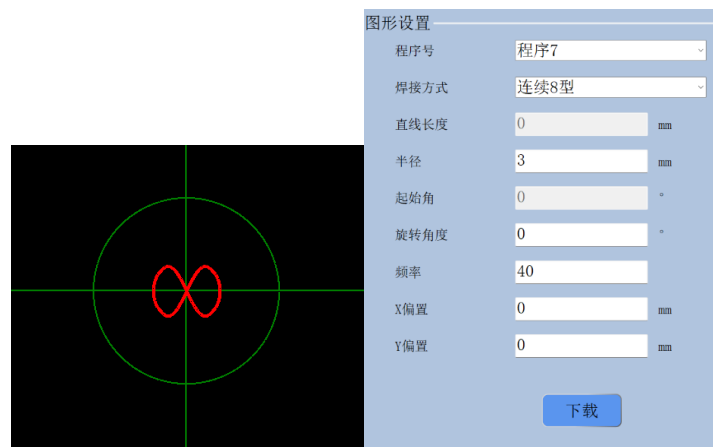 图形设置
程序号 程序7
焊接方式 连续8型
直线长度 0 mm
半径 3 mm
起始角 0 °
旋转角度 0 °
频率 40
X偏置 0 mm
Y偏置 0 mm
下载